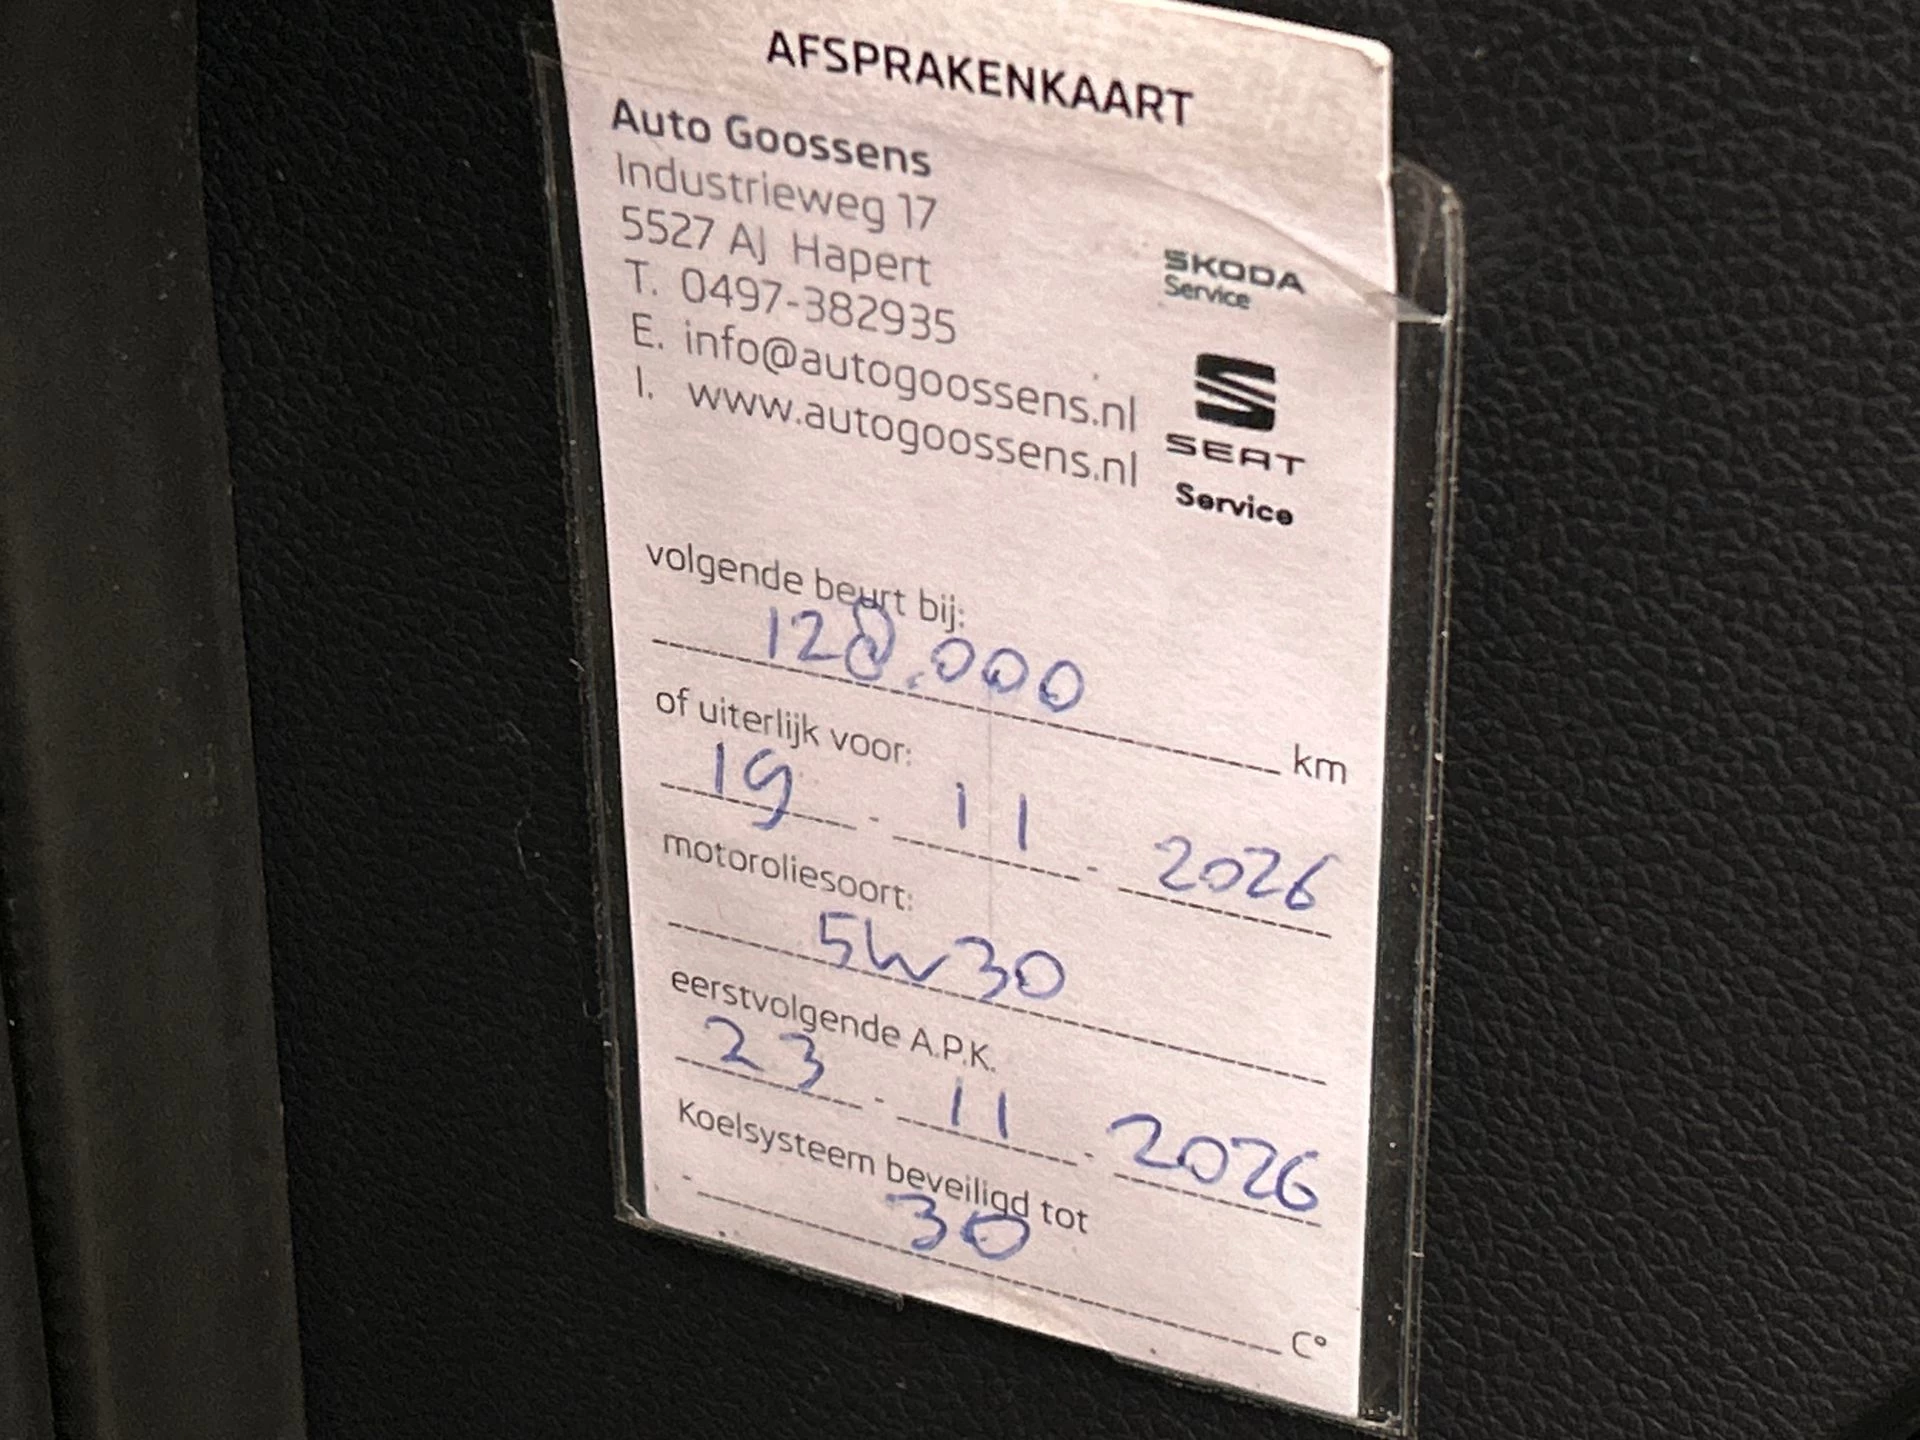 AFSPRAKENKAART
Auto Goossens
Industrieweg 17
5527 AJ Hapert
T. 0497-382935
E. info@autogoossens.nl
I. www.autogoossens.nl
SKODA
Service
SEAT
Service
volgende beurt bij:
128.000 km
of uiterlijk voor:
19 - 11 - 2026
motoroliesoort:
5W30
eerstvolgende A.P.K.
23 - 11 - 2026
Koelsysteem beveiligd tot
- 30 C°